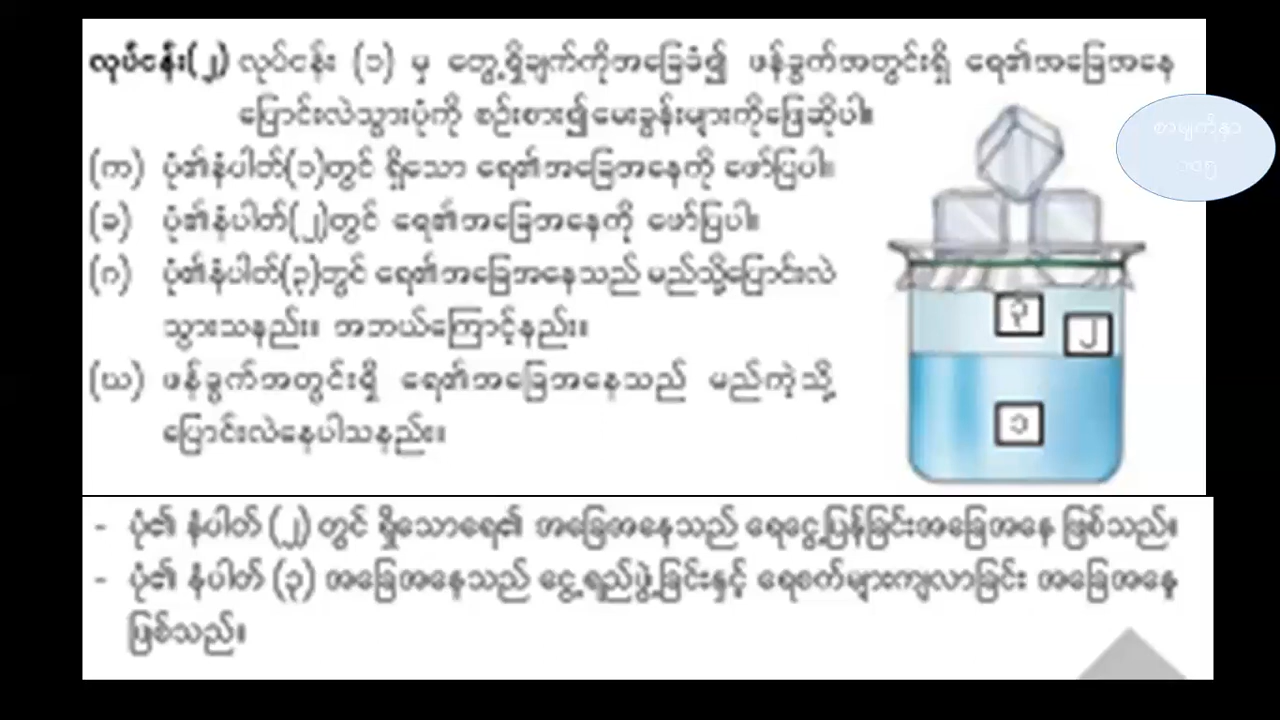 လုပ်ငန်း(၂) လုပ်ငန်း (၁) မှ တွေ့ရှိချက်ကိုအခြေခံ၍ ဖန်ခွက်အတွင်းရှိ ရေ၏အခြေအနေ
ပြောင်းလဲသွားပုံကို စဉ်းစား၍မေးခွန်းများကိုဖြေဆိုပါ။
(က) ပုံ၏နံပါတ်(၁)တွင် ရှိသော ရေ၏အခြေအနေကို ဖော်ပြပါ။
(ခ) ပုံ၏နံပါတ်(၂)တွင် ရေ၏အခြေအနေကို ဖော်ပြပါ။
(ဂ) ပုံ၏နံပါတ်(၃)တွင် ရေ၏အခြေအနေသည် မည်သို့ပြောင်းလဲ
သွားသနည်း။ အဘယ်ကြောင့်နည်း။
(ဃ) ဖန်ခွက်အတွင်းရှိ ရေ၏အခြေအနေသည် မည်ကဲ့သို့
ပြောင်းလဲနေပါသနည်း။
စာမျက်နှာ
၁၀၅
၃
၂
၁
- ပုံ၏ နံပါတ် (၂) တွင် ရှိသောရေ၏ အခြေအနေသည် ရေငွေ့ပြန်ခြင်းအခြေအနေ ဖြစ်သည်။
- ပုံ၏ နံပါတ် (၃) အခြေအနေသည် ငွေ့ရည်ဖွဲ့ခြင်းနှင့် ရေစက်များကျလာခြင်း အခြေအနေ
ဖြစ်သည်။